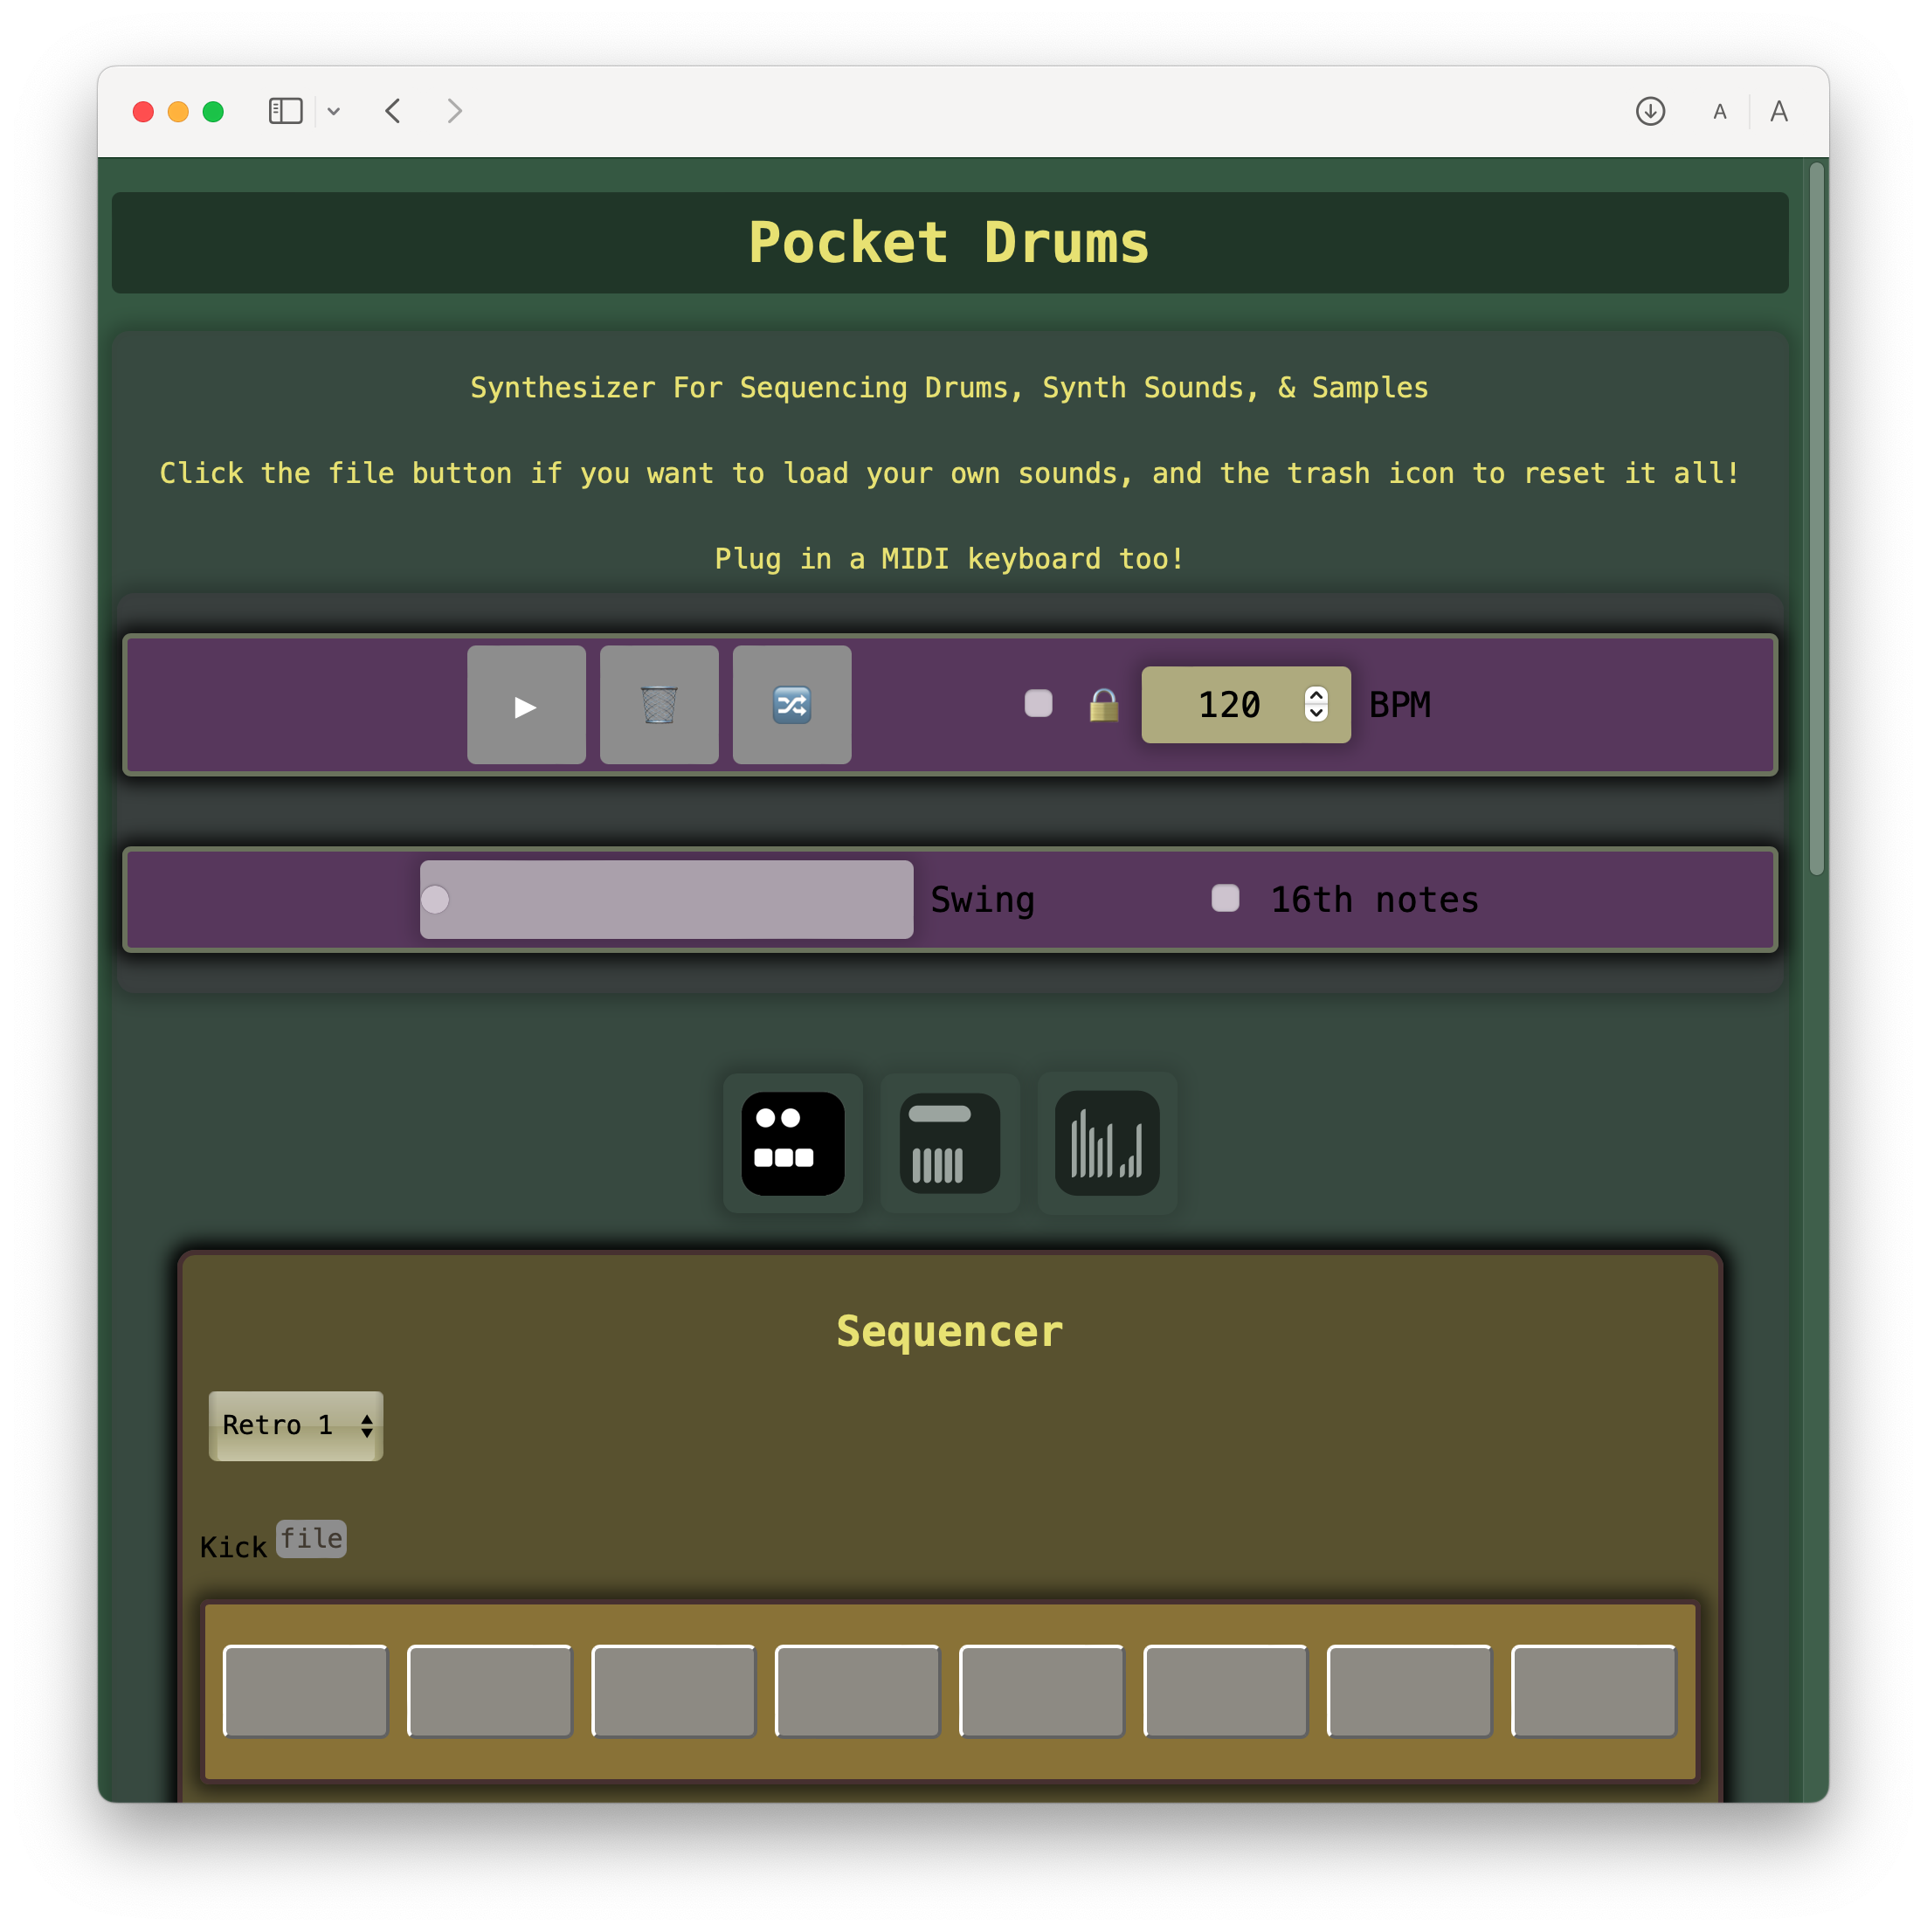 A A
Pocket Drums
Synthesizer For Sequencing Drums, Synth Sounds, & Samples
Click the file button if you want to load your own sounds, and the trash icon to reset it all!
Plug in a MIDI keyboard too!
120 BPM
Swing 16th notes
Sequencer
Retro 1
Kick file